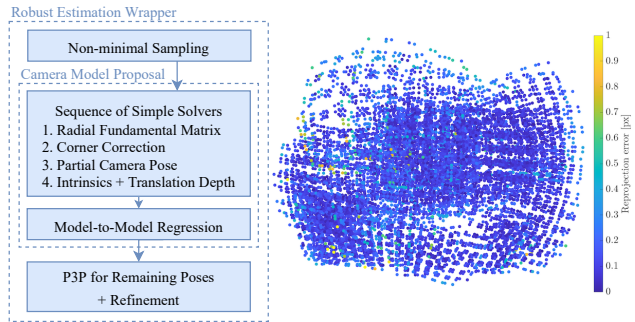 Robust Estimation Wrapper
Non-minimal Sampling
Camera Model Proposal
Sequence of Simple Solvers
1. Radial Fundamental Matrix
2. Corner Correction
3. Partial Camera Pose
4. Intrinsics + Translation Depth
Model-to-Model Regression
P3P for Remaining Poses
+ Refinement
1
0.9
0.8
0.7
0.6
0.5
0.4
0.3
0.2
0.1
0
Reprojection error [px]